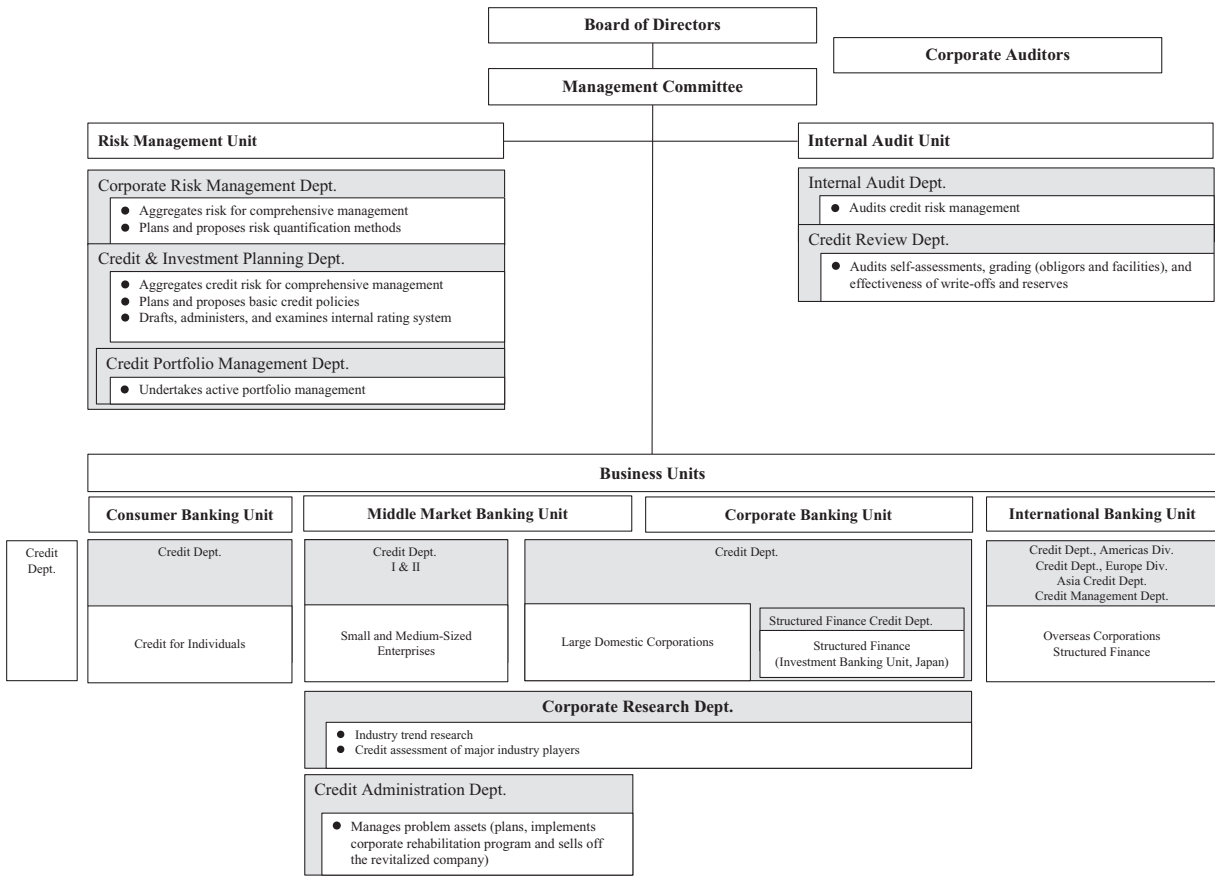 Board of Directors
Corporate Auditors
Management Committee
Risk Management Unit
Internal Audit Unit
Corporate Risk Management Dept.
● Aggregates risk for comprehensive management
● Plans and proposes risk quantification methods
Credit & Investment Planning Dept.
● Aggregates credit risk for comprehensive management
● Plans and proposes basic credit policies
● Drafts, administers, and examines internal rating system
Credit Portfolio Management Dept.
● Undertakes active portfolio management
Internal Audit Dept.
● Audits credit risk management
Credit Review Dept.
● Audits self-assessments, grading (obligors and facilities), and
effectiveness of write-offs and reserves
Business Units
Consumer Banking Unit
Middle Market Banking Unit
Corporate Banking Unit
International Banking Unit
Credit
Dept.
Credit Dept.
Credit for Individuals
Credit Dept.
I & II
Small and Medium-Sized
Enterprises
Credit Dept.
Large Domestic Corporations
Structured Finance Credit Dept.
Structured Finance
(Investment Banking Unit, Japan)
Credit Dept., Americas Div.
Credit Dept., Europe Div.
Asia Credit Dept.
Credit Management Dept.
Overseas Corporations
Structured Finance
Corporate Research Dept.
● Industry trend research
● Credit assessment of major industry players
Credit Administration Dept.
● Manages problem assets (plans, implements
corporate rehabilitation program and sells off
the revitalized company)